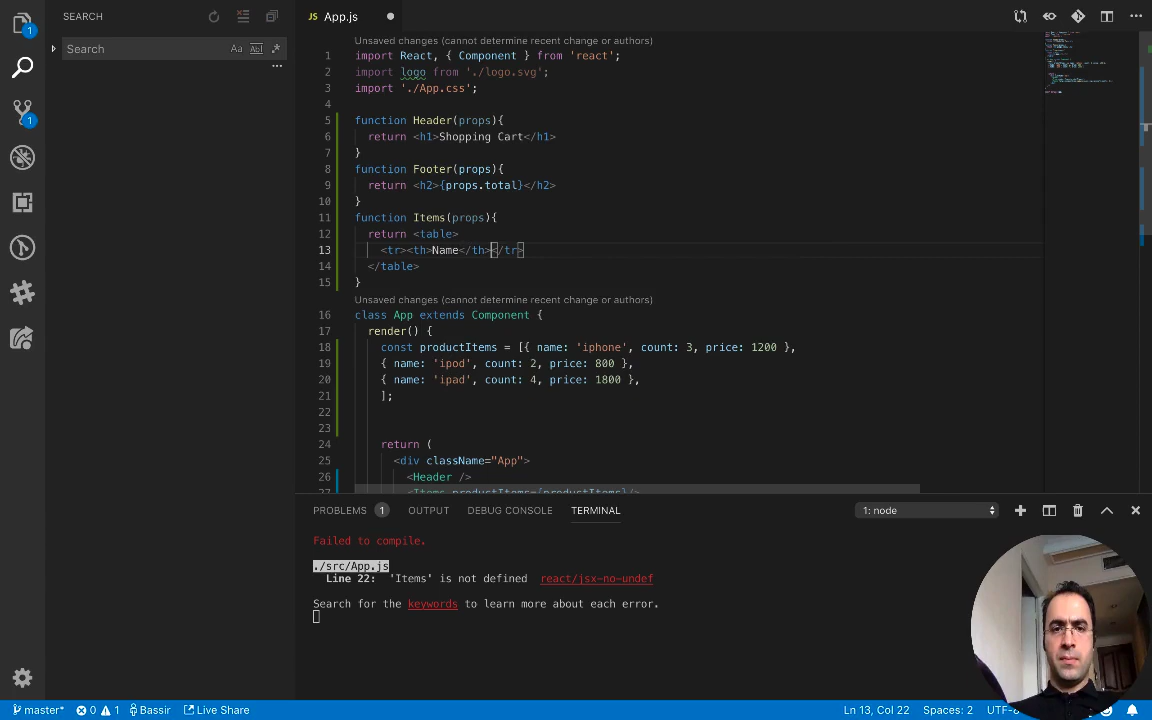 SEARCH
JS App.js
1
Search
Aa Abl .*
Unsaved changes (cannot determine recent change or authors)
1 import React, { Component } from 'react';
2 import logo from './logo.svg';
3 import './App.css';
4
5 function Header(props){
6 return <h1>Shopping Cart</h1>
7 }
8 function Footer(props){
9 return <h2>{props.total}</h2>
10 }
11 function Items(props){
12 return <table>
13 <tr><th>Name</th></tr>
14 </table>
15 }
1
Unsaved changes (cannot determine recent change or authors)
16 class App extends Component {
17 render() {
18 const productItems = [{ name: 'iphone', count: 3, price: 1200 },
19 { name: 'ipod', count: 2, price: 800 },
20 { name: 'ipad', count: 4, price: 1800 },
21 ];
22
23
24 return (
25 <div className="App">
26 <Header />
27 <Items productItems={productItems}/>
PROBLEMS 1 OUTPUT DEBUG CONSOLE TERMINAL 1: node
Failed to compile.
./src/App.js
Line 22: 'Items' is not defined react/jsx-no-undef
Search for the keywords to learn more about each error.
master* 0 1 Bassir Live Share Ln 13, Col 22 Spaces: 2